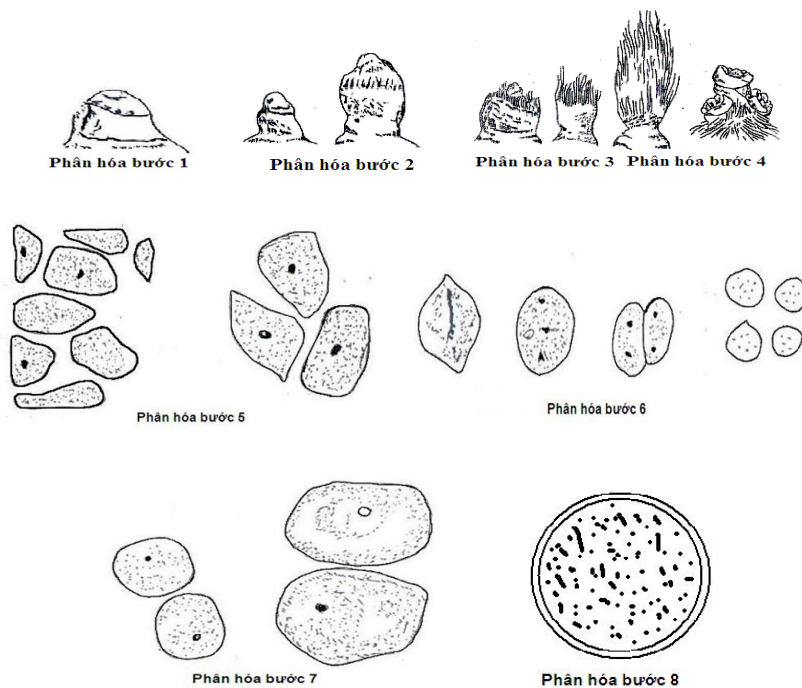 Phân hóa bước 1
Phân hóa bước 2
Phân hóa bước 3
Phân hóa bước 4
Phân hóa bước 5
Phân hóa bước 6
Phân hóa bước 7
Phân hóa bước 8